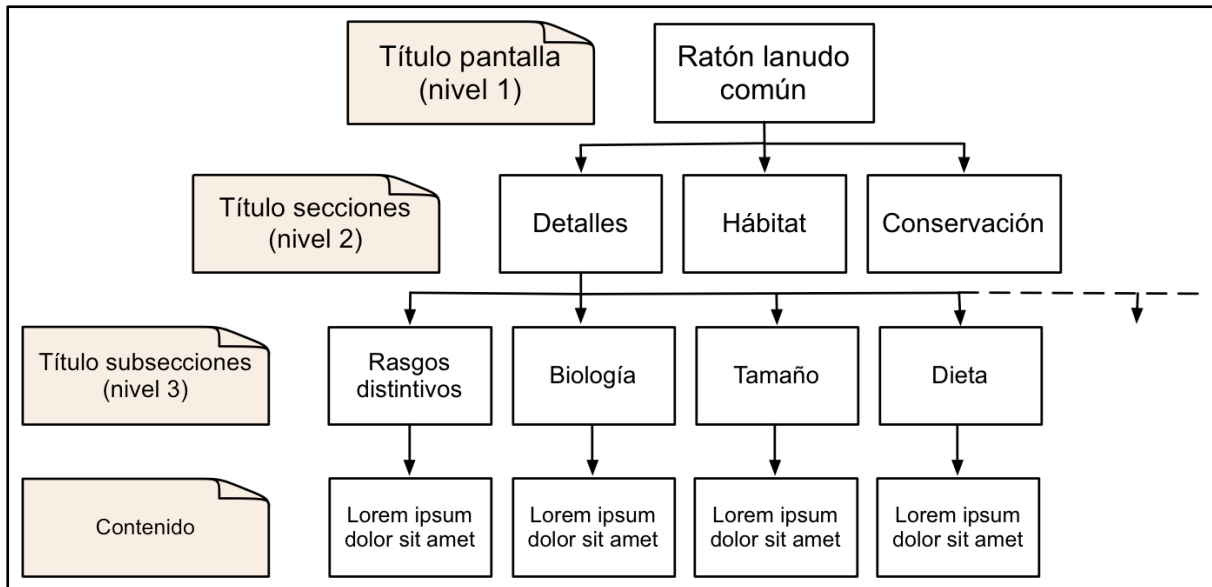 Título pantalla
(nivel 1)
Ratón lanudo
común
Título secciones
(nivel 2)
Detalles
Hábitat
Conservación
Título subsecciones
(nivel 3)
Rasgos
distintivos
Biología
Tamaño
Dieta
Contenido
Lorem ipsum
dolor sit amet
Lorem ipsum
dolor sit amet
Lorem ipsum
dolor sit amet
Lorem ipsum
dolor sit amet